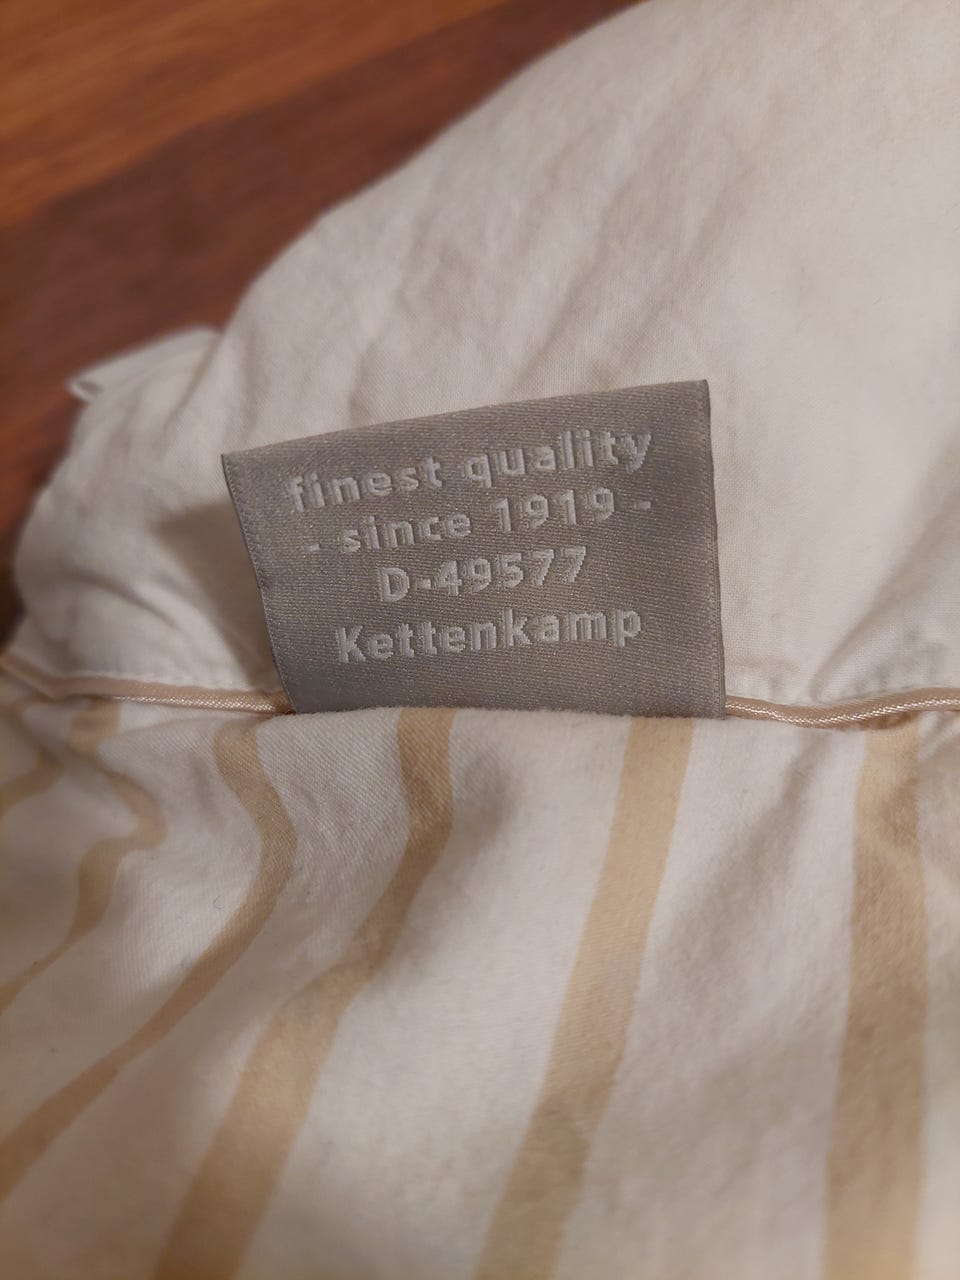 finest quality
- since 1919 -
D-49577
Kettenkamp